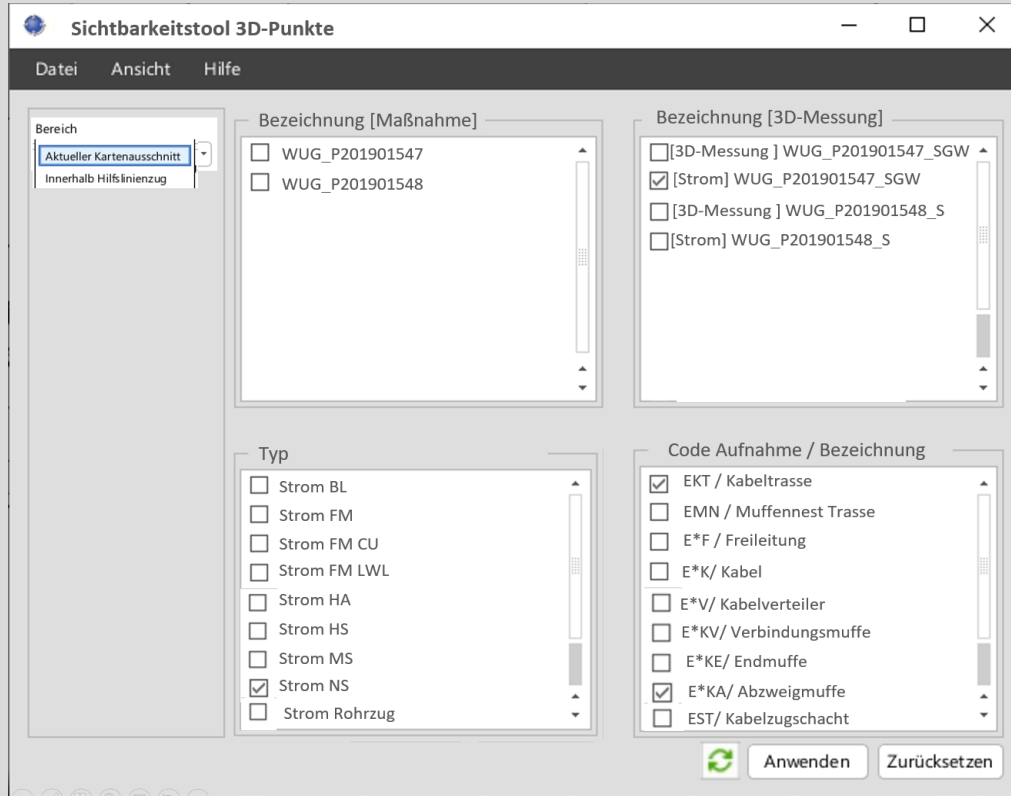 Sichtbarkeitstool 3D-Punkte
Datei Ansicht Hilfe
Bereich
Aktueller Kartenausschnitt
Innerhalb Hilfslinienzug
Bezeichnung [Maßnahme]
WUG_P201901547
WUG_P201901548
Bezeichnung [3D-Messung]
[3D-Messung ] WUG_P201901547_SGW
[Strom] WUG_P201901547_SGW
[3D-Messung ] WUG_P201901548_S
[Strom] WUG_P201901548_S
Typ
Strom BL
Strom FM
Strom FM CU
Strom FM LWL
Strom HA
Strom HS
Strom MS
Strom NS
Strom Rohrzug
Code Aufnahme / Bezeichnung
EKT / Kabeltrasse
EMN / Muffennest Trasse
E*F / Freileitung
E*K/ Kabel
E*V/ Kabelverteiler
E*KV/ Verbindungsmuffe
E*KE/ Endmuffe
E*KA/ Abzweigmuffe
EST/ Kabelzugschacht
Anwenden
Zurücksetzen